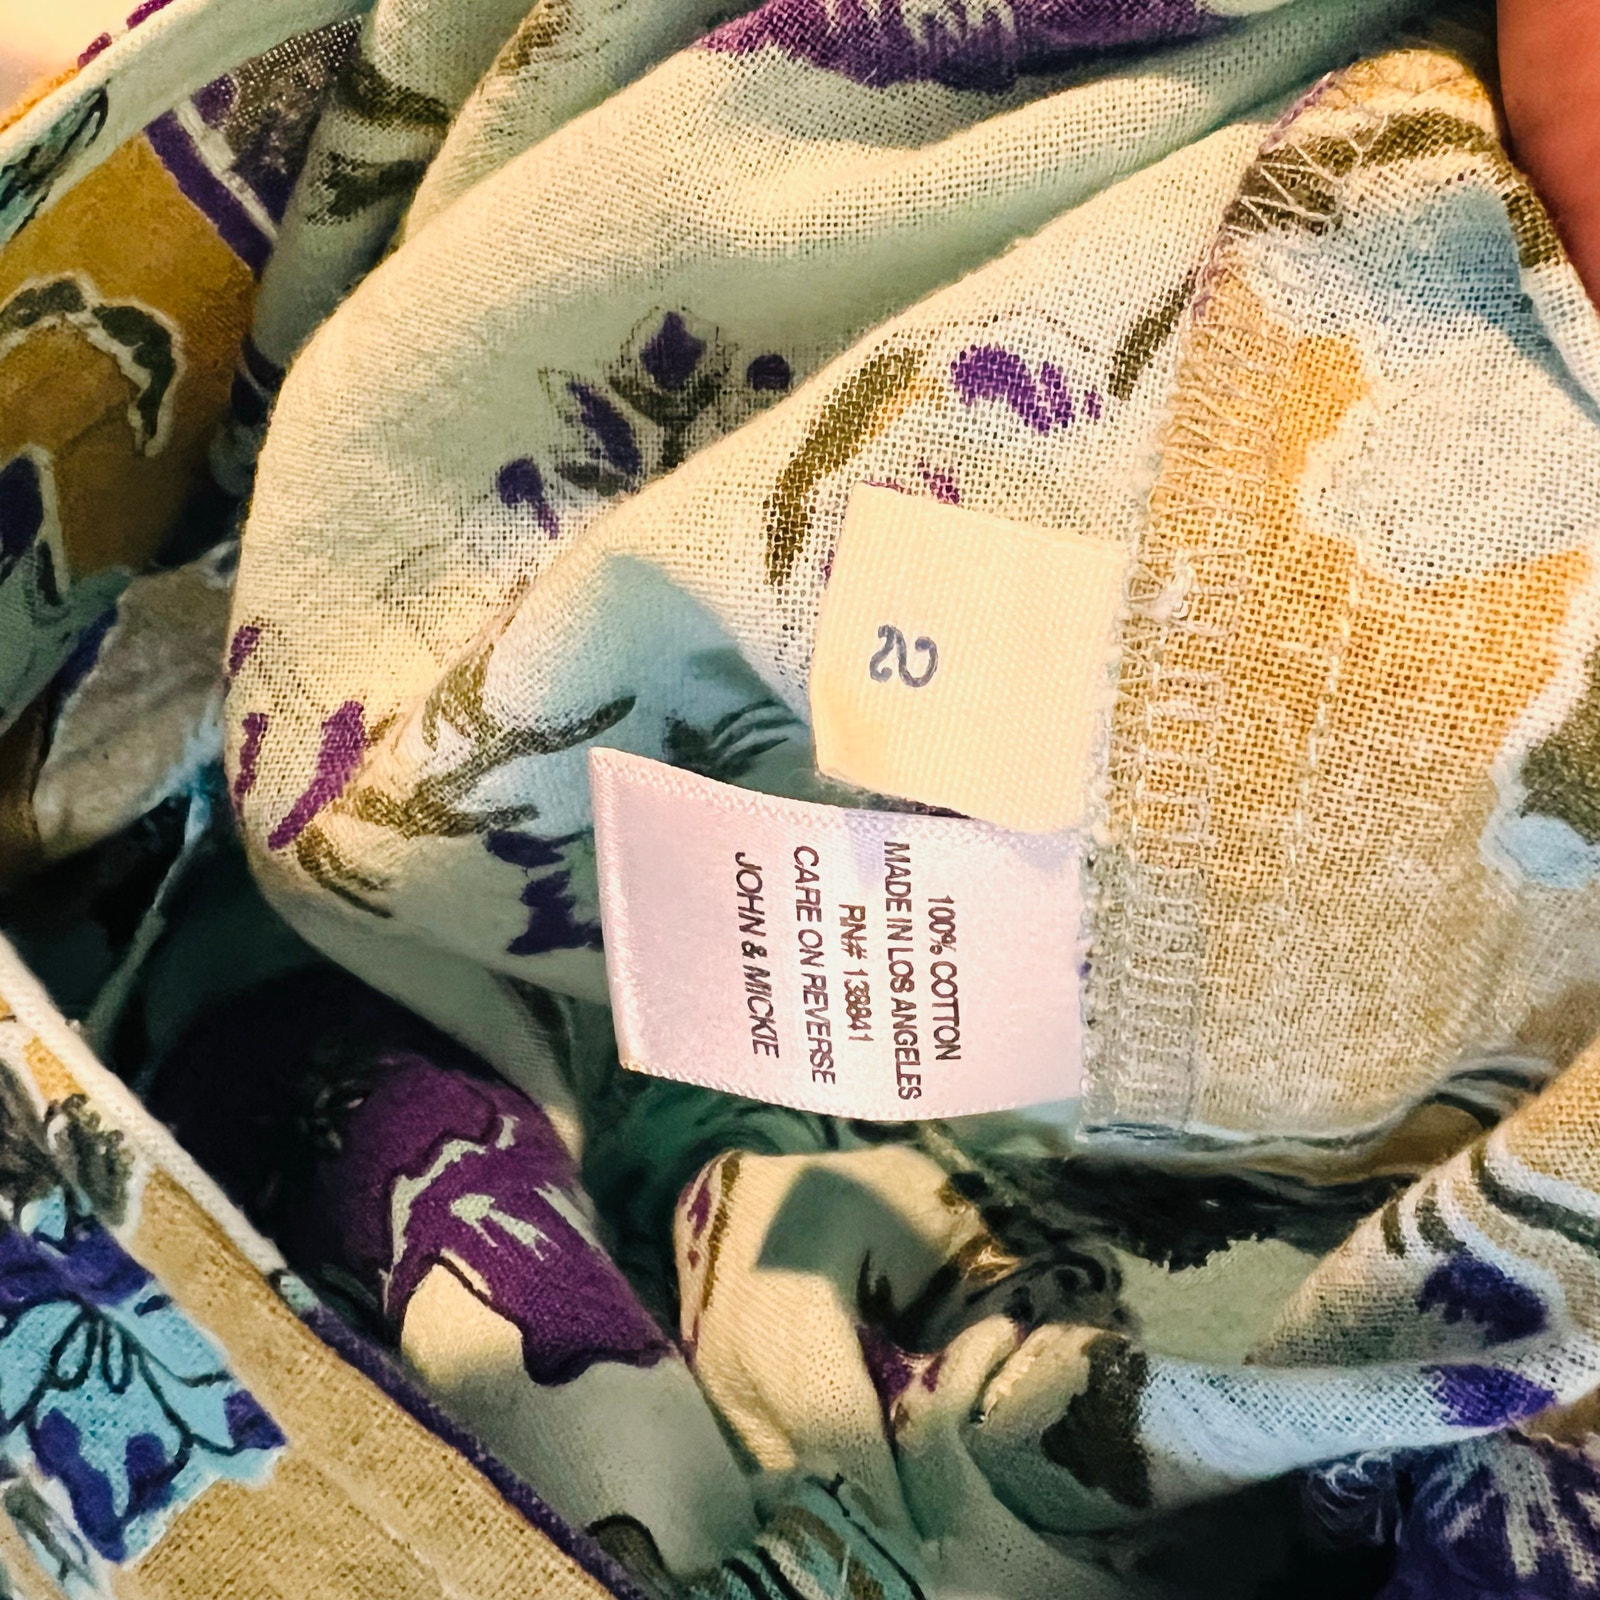 2
100% COTTON
MADE IN LOS ANGELES
RN# 138841
CARE ON REVERSE
JOHN & MICKIE